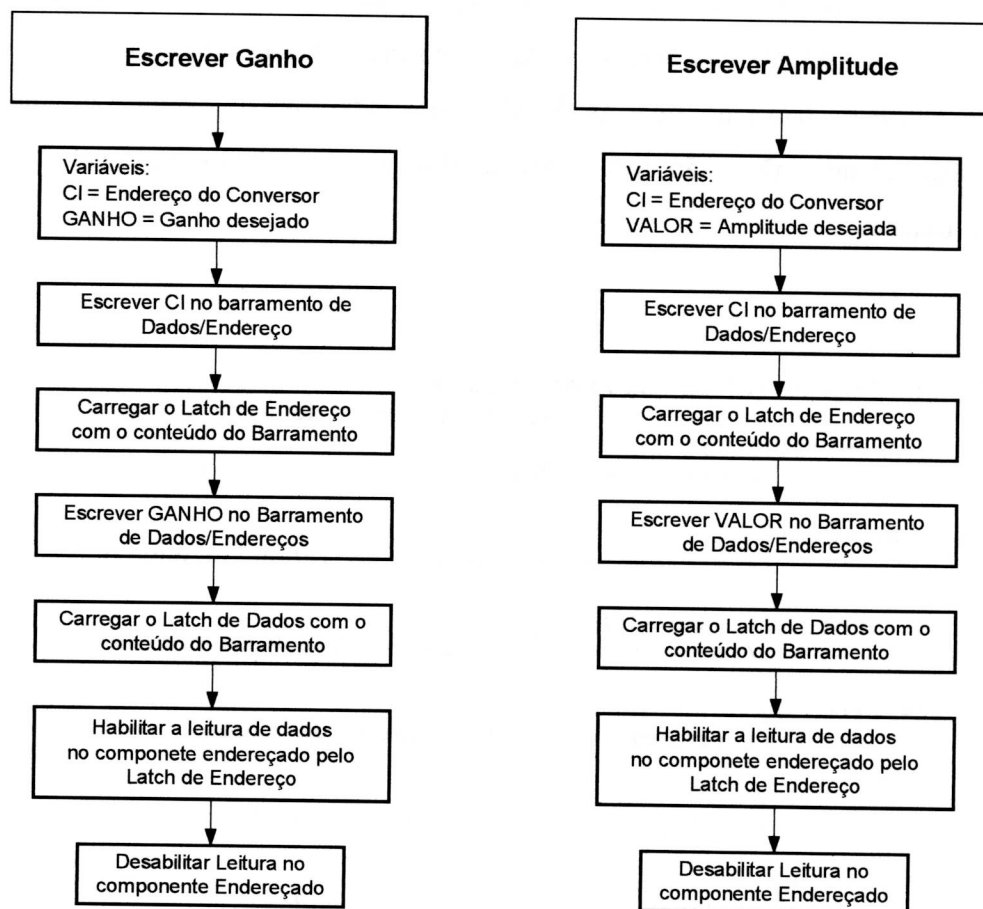 Escrever Ganho
Variáveis:
CI = Endereço do Conversor
GANHO = Ganho desejado
Escrever CI no barramento de
Dados/Endereço
Carregar o Latch de Endereço
com o conteúdo do Barramento
Escrever GANHO no Barramento
de Dados/Endereços
Carregar o Latch de Dados com o
conteúdo do Barramento
Habilitar a leitura de dados
no componete endereçado pelo
Latch de Endereço
Desabilitar Leitura no
componente Endereçado
Escrever Amplitude
Variáveis:
CI = Endereço do Conversor
VALOR = Amplitude desejada
Escrever CI no barramento de
Dados/Endereço
Carregar o Latch de Endereço
com o conteúdo do Barramento
Escrever VALOR no Barramento
de Dados/Endereços
Carregar o Latch de Dados com o
conteúdo do Barramento
Habilitar a leitura de dados
no componete endereçado pelo
Latch de Endereço
Desabilitar Leitura no
componente Endereçado